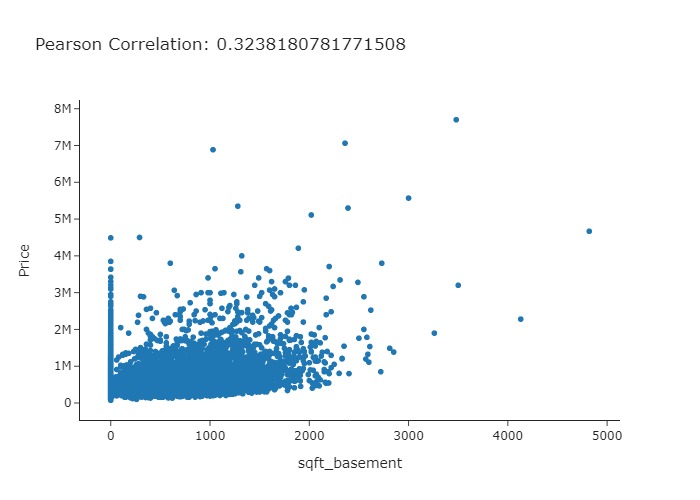 Pearson Correlation: 0.3238180781771508
8M
7M
6M
5M
4M
3M
2M
1M
0
Price
0 1000 2000 3000 4000 5000
sqft_basement